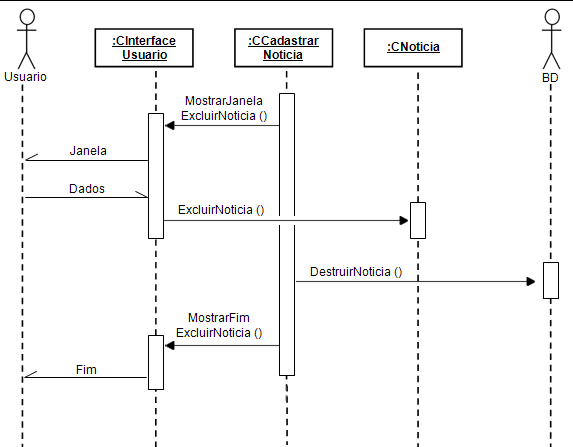 :CInterface
Usuario
:CCadastrar
Noticia
:CNoticia
Usuario
BD
MostrarJanela
ExcluirNoticia ()
Janela
Dados
ExcluirNoticia ()
DestruirNoticia ()
MostrarFim
ExcluirNoticia ()
Fim